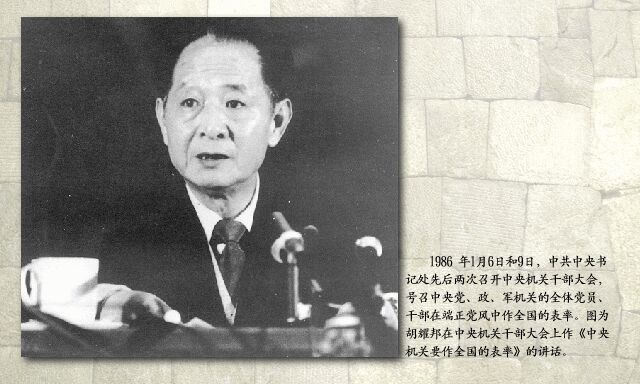 1986 年1月6日和9日，中共中央书
记处先后两次召开中央机关干部大会，
号召中央党、政、军机关的全体党员、
干部在端正党风中作全国的表率。图为
胡耀邦在中央机关干部大会上作《中央
机关要作全国的表率》的讲话。